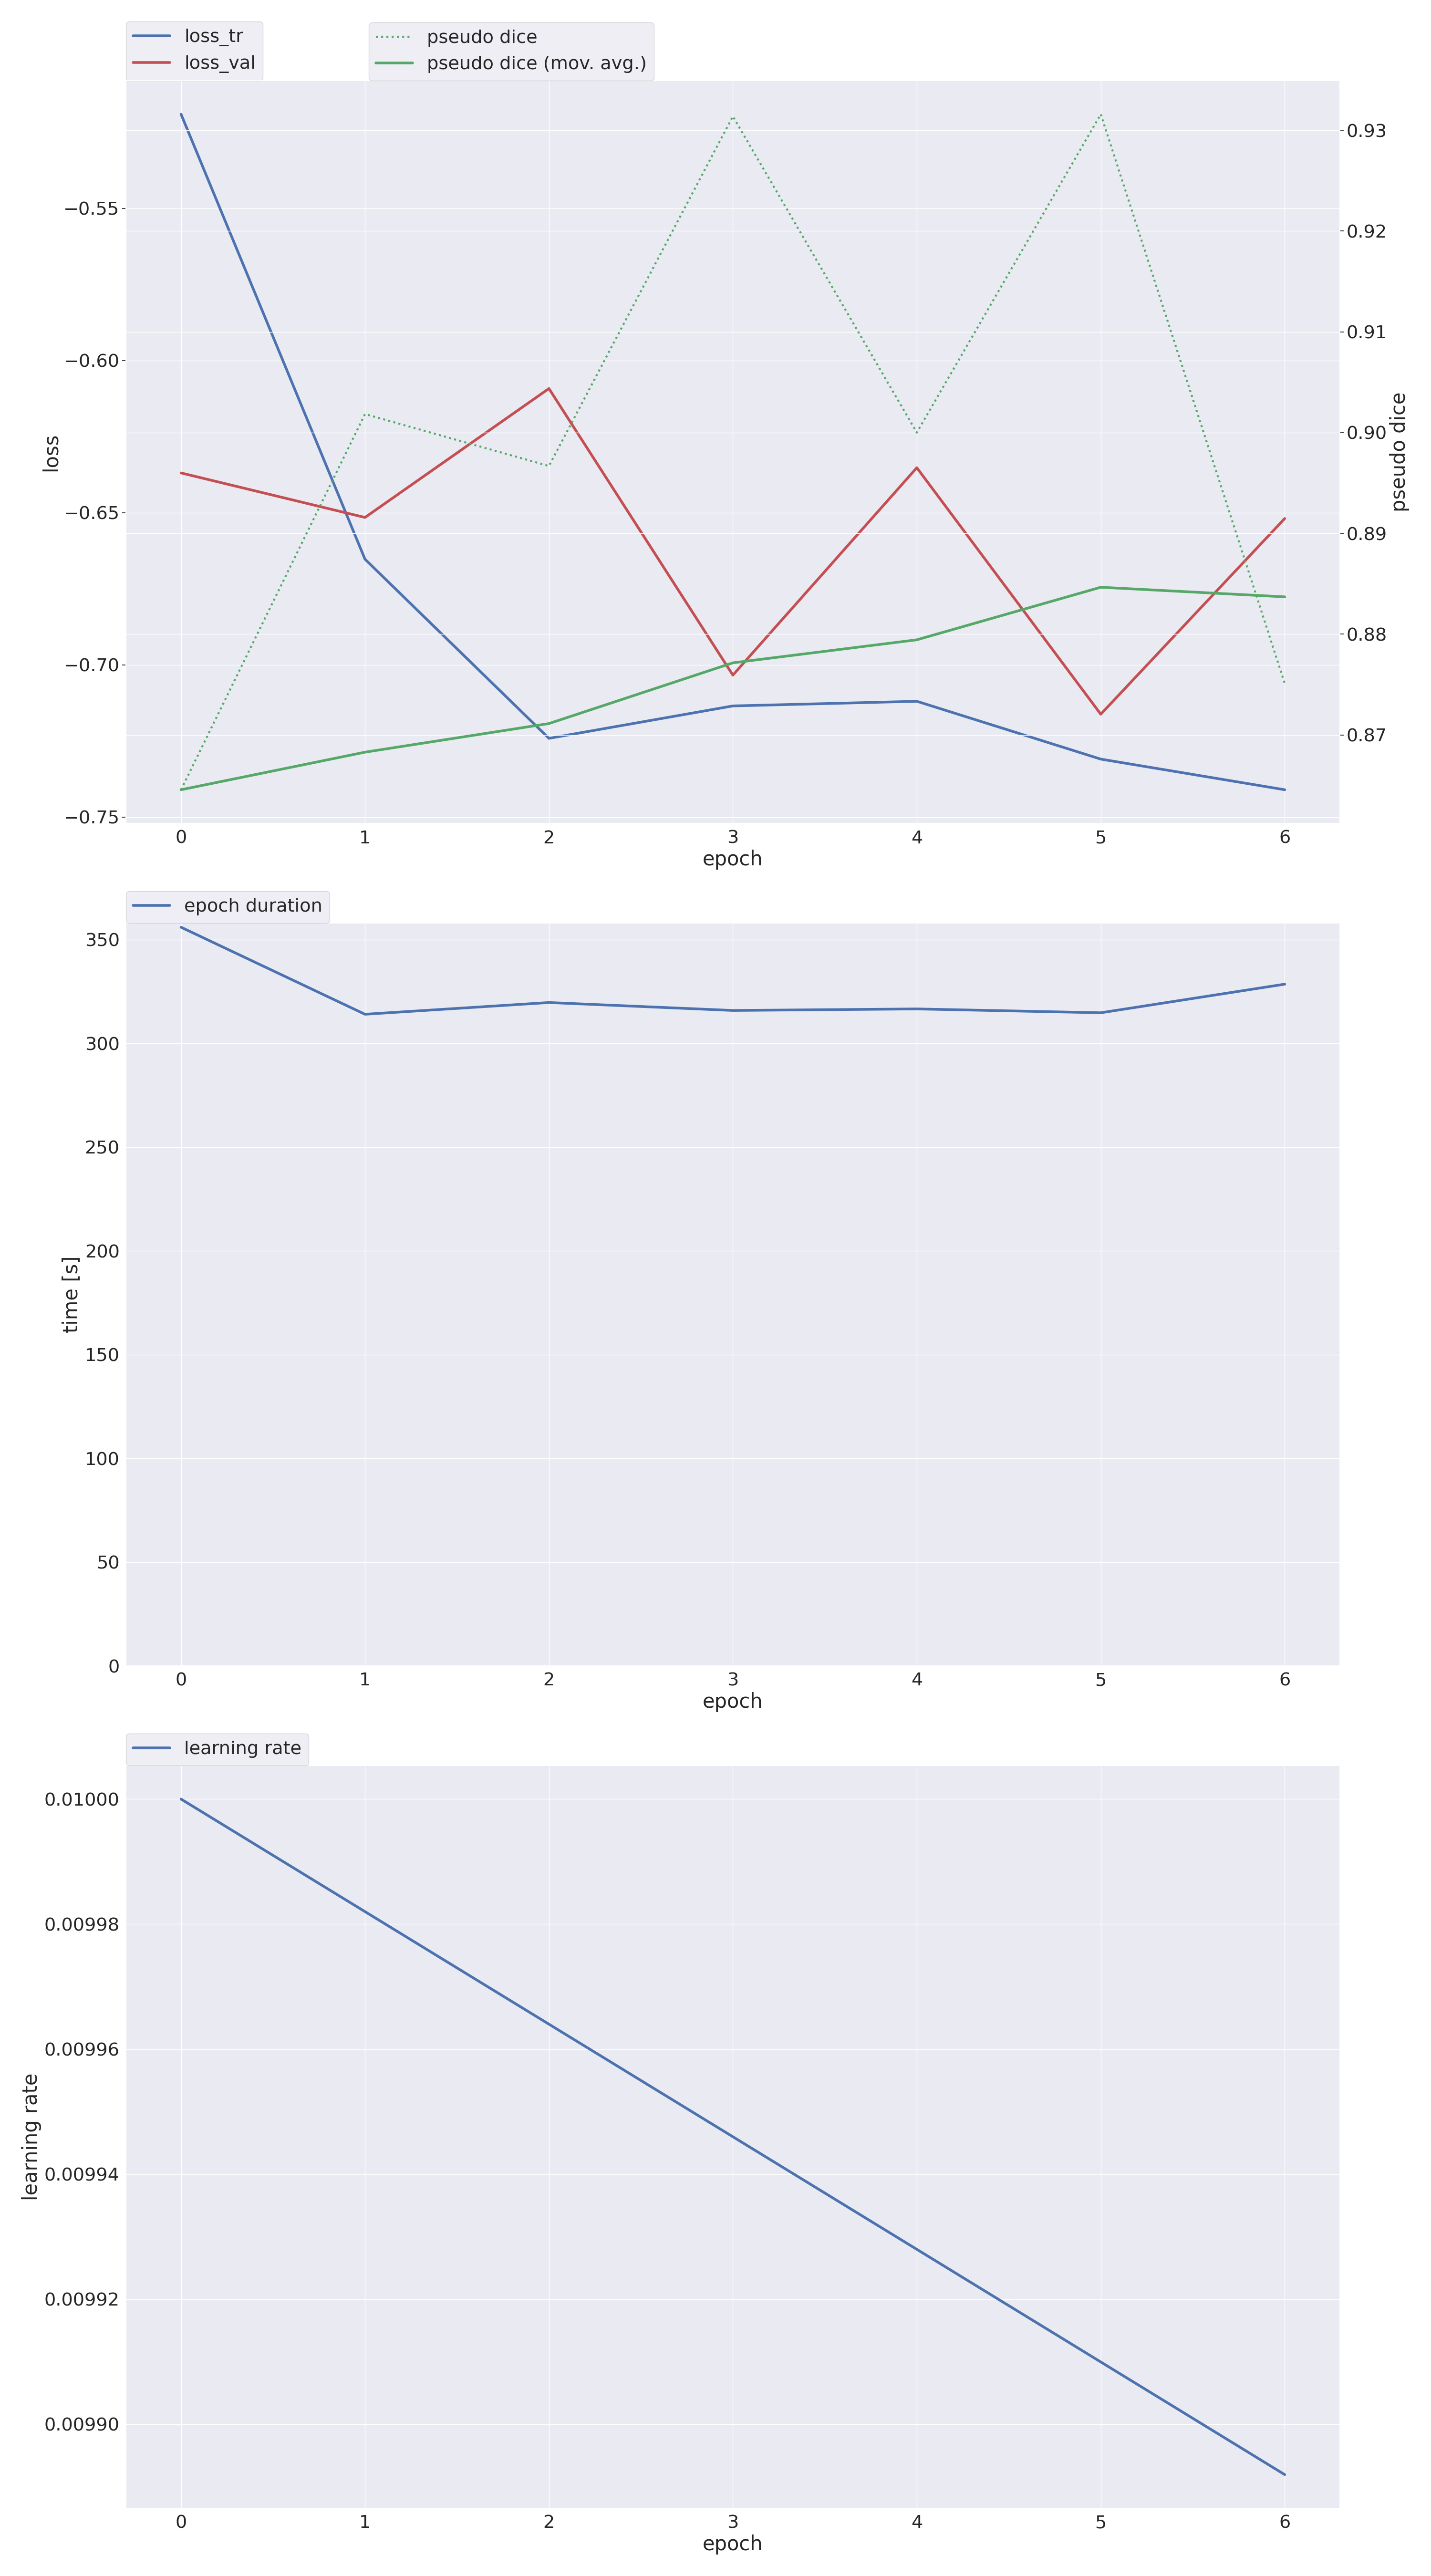 loss_tr
loss_val
pseudo dice
pseudo dice (mov. avg.)
−0.55
−0.60
−0.65
−0.70
−0.75
loss
0.93
0.92
0.91
0.90
0.89
0.88
0.87
pseudo dice
0 1 2 3 4 5 6
epoch
epoch duration
350
300
250
200
150
100
50
0
time [s]
0 1 2 3 4 5 6
epoch
learning rate
0.01000
0.00998
0.00996
0.00994
0.00992
0.00990
learning rate
0 1 2 3 4 5 6
epoch